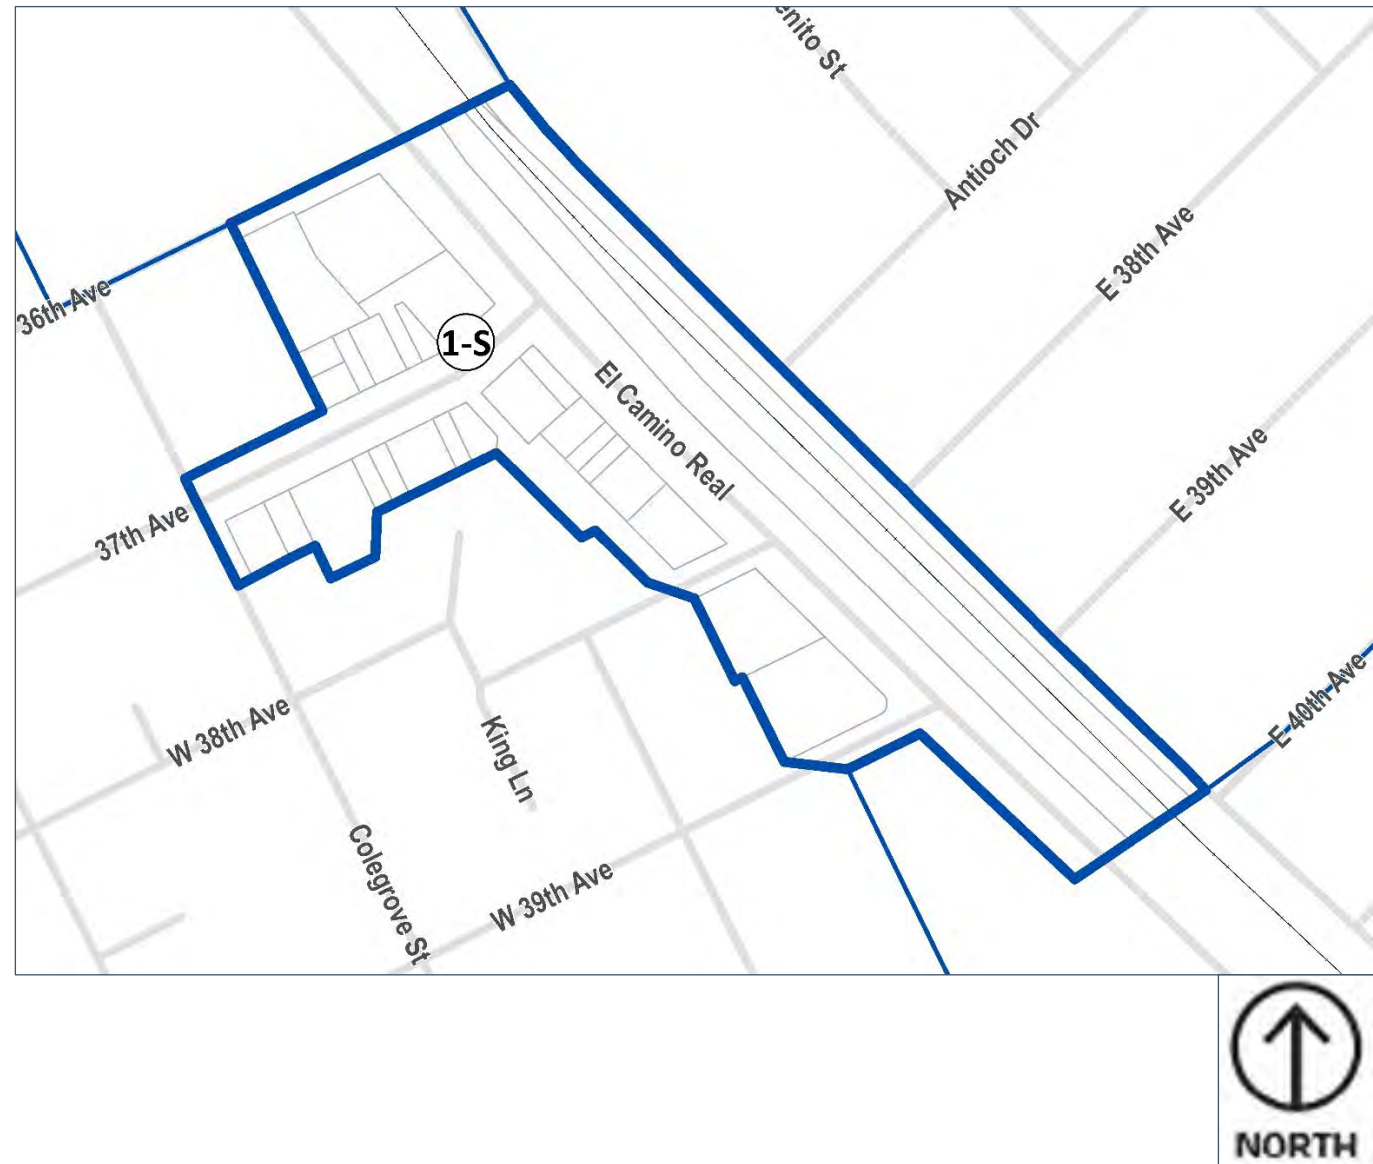 enito St
Antioch Dr
E 38th Ave
36th Ave
1-S
El Camino Real
E 39th Ave
37th Ave
E 40th Ave
W 38th Ave
King Ln
Colegrove St
W 39th Ave
NORTH